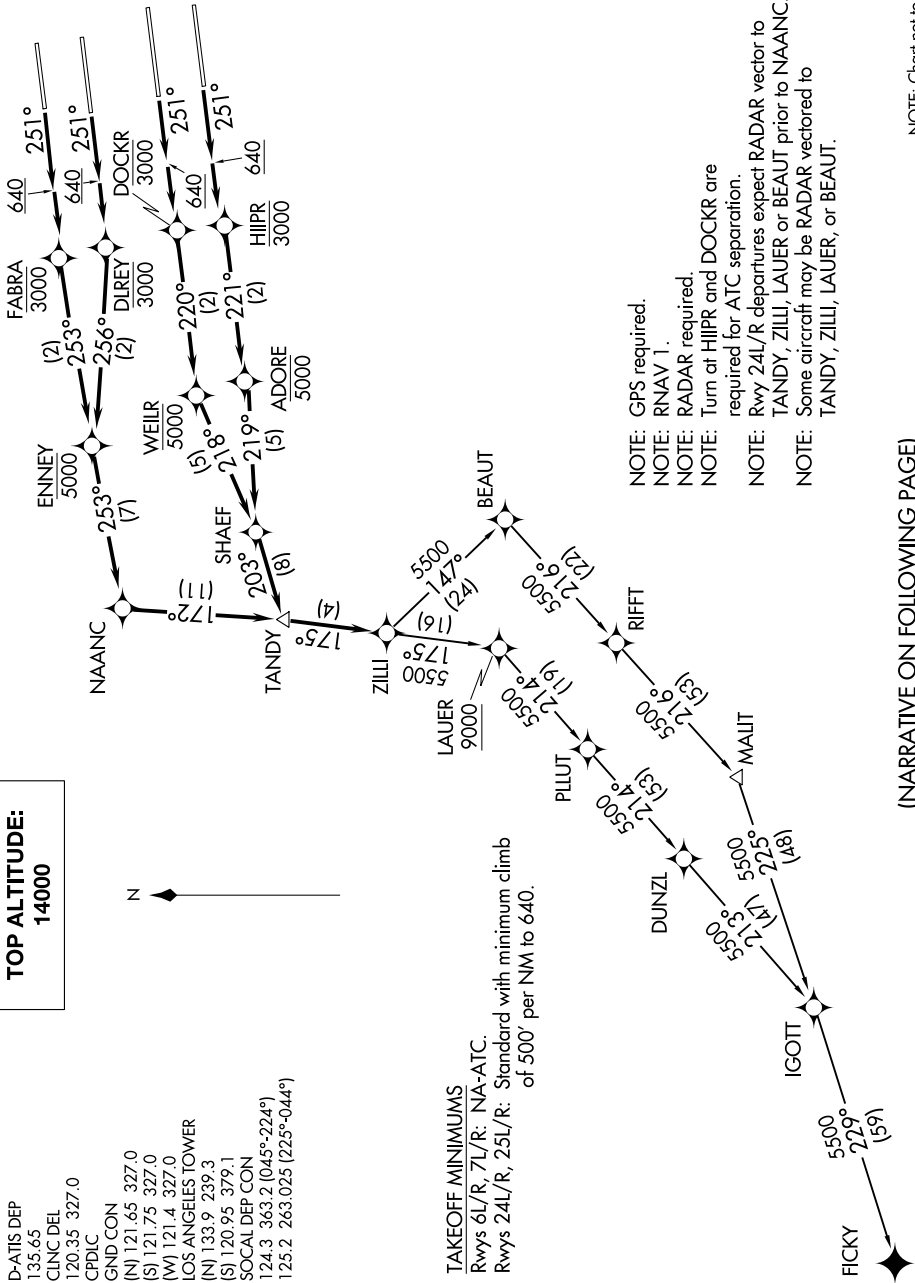 TOP ALTITUDE:
14000
D-ATIS DEP
135.65
CLNC DEL
120.35 327.0
CPDLC
GND CON
(N) 121.65 327.0
(S) 121.75 327.0
(W) 121.4 327.0
LOS ANGELES TOWER
(N) 133.9 239.3
(S) 120.95 379.1
SOCAL DEP CON
124.3 363.2 (045°-224°)
125.2 263.025 (225°-044°)
N
TAKEOFF MINIMUMS
Rwys 6L/R, 7L/R: NA-ATC.
Rwys 24L/R, 25L/R: Standard with minimum climb
of 500' per NM to 640.
251°
640
FABRA
3000
251°
640
DLREY
3000
251°
640
DOCKR
3000
251°
640
HIIPR
3000
(2)
253°
256°
(2)
220°
(2)
221°
(2)
ENNEY
5000
WEILR
5000
ADORE
5000
253°
(7)
(5)
218°
219°
(5)
NAANC
SHAEF
172°
(11)
203°
(8)
TANDY
175°
(4)
ZILLI
5500
147°
(24)
BEAUT
5500
175°
(16)
LAUER
9000
5500
214°
(19)
PLLUT
5500
216°
(22)
RIFFT
5500
214°
(53)
DUNZL
5500
216°
(53)
MALIT
5500
213°
(47)
5500
225°
(48)
IGOTT
5500
229°
(59)
FICKY
NOTE: GPS required.
NOTE: RNAV 1.
NOTE: RADAR required.
NOTE: Turn at HIIPR and DOCKR are
required for ATC separation.
NOTE: Rwy 24L/R departures expect RADAR vector to
TANDY, ZILLI, LAUER or BEAUT prior to NAANC.
NOTE: Some aircraft may be RADAR vectored to
TANDY, ZILLI, LAUER, or BEAUT.
(NARRATIVE ON FOLLOWING PAGE)
NOTE: Chart not to